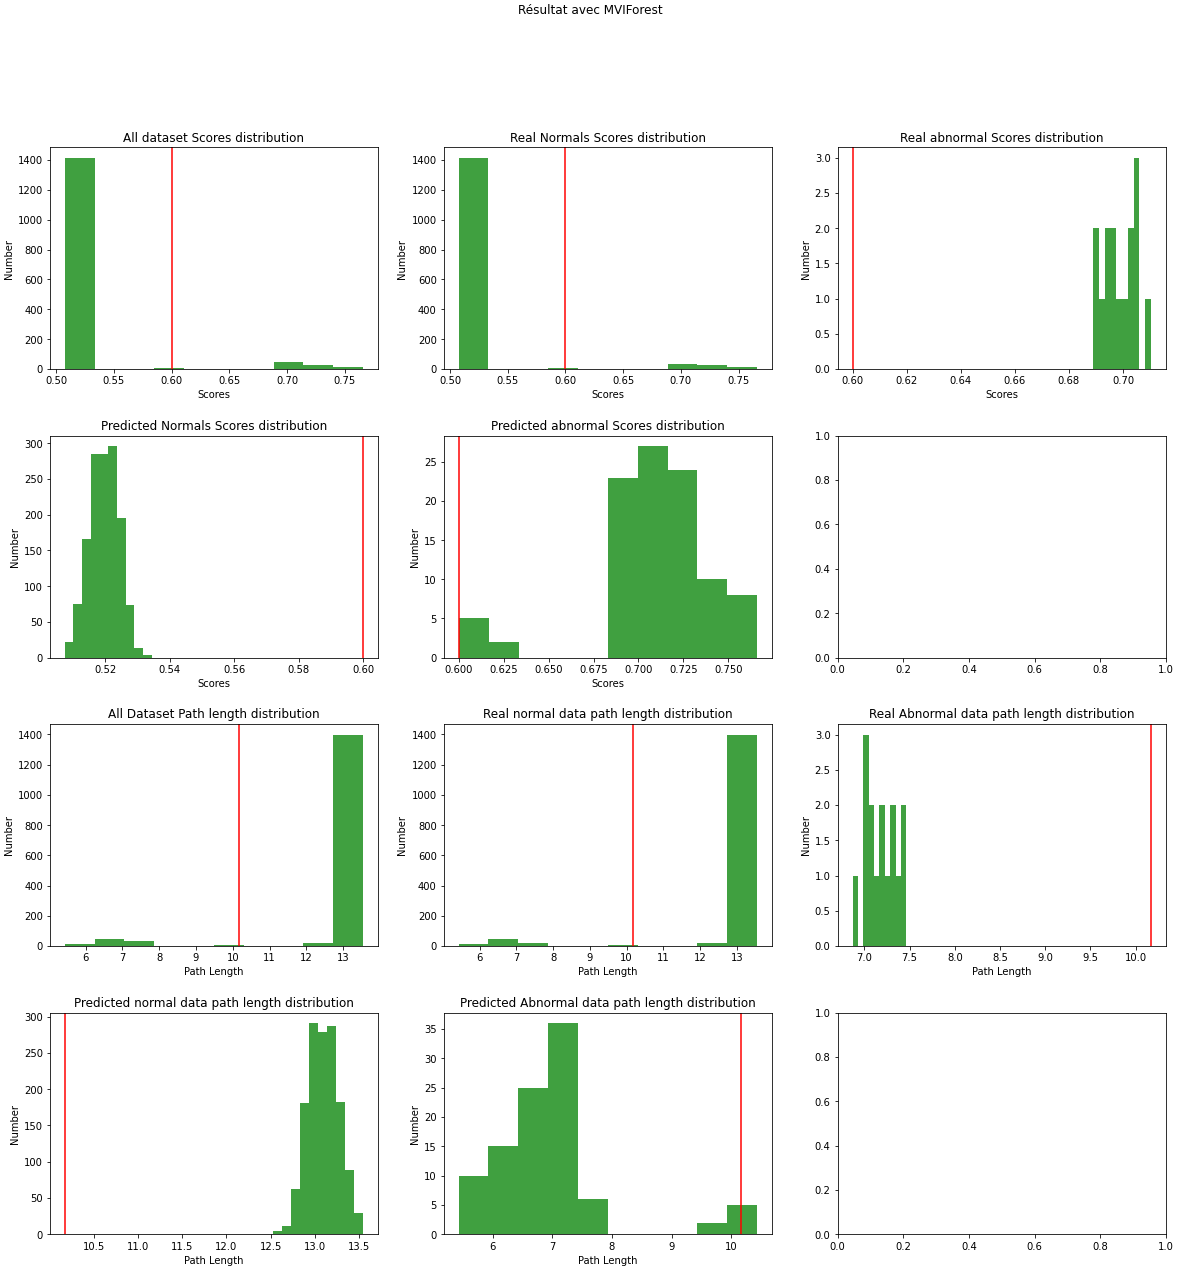 Résultat avec MVIForest
All dataset Scores distribution
Number
1400
1200
1000
800
600
400
200
0
0.50 0.55 0.60 0.65 0.70 0.75
Scores
Real Normals Scores distribution
Number
1400
1200
1000
800
600
400
200
0
0.50 0.55 0.60 0.65 0.70 0.75
Scores
Real abnormal Scores distribution
Number
3.0
2.5
2.0
1.5
1.0
0.5
0.0
0.60 0.62 0.64 0.66 0.68 0.70
Scores
Predicted Normals Scores distribution
Number
300
250
200
150
100
50
0
0.52 0.54 0.56 0.58 0.60
Scores
Predicted abnormal Scores distribution
Number
25
20
15
10
5
0
0.600 0.625 0.650 0.675 0.700 0.725 0.750
Scores
1.0
0.8
0.6
0.4
0.2
0.0
0.0 0.2 0.4 0.6 0.8 1.0
All Dataset Path length distribution
Number
1400
1200
1000
800
600
400
200
0
6 7 8 9 10 11 12 13
Path Length
Real normal data path length distribution
Number
1400
1200
1000
800
600
400
200
0
6 7 8 9 10 11 12 13
Path Length
Real Abnormal data path length distribution
Number
3.0
2.5
2.0
1.5
1.0
0.5
0.0
7.0 7.5 8.0 8.5 9.0 9.5 10.0
Path Length
Predicted normal data path length distribution
Number
300
250
200
150
100
50
0
10.5 11.0 11.5 12.0 12.5 13.0 13.5
Path Length
Predicted Abnormal data path length distribution
Number
35
30
25
20
15
10
5
0
6 7 8 9 10
Path Length
1.0
0.8
0.6
0.4
0.2
0.0
0.0 0.2 0.4 0.6 0.8 1.0